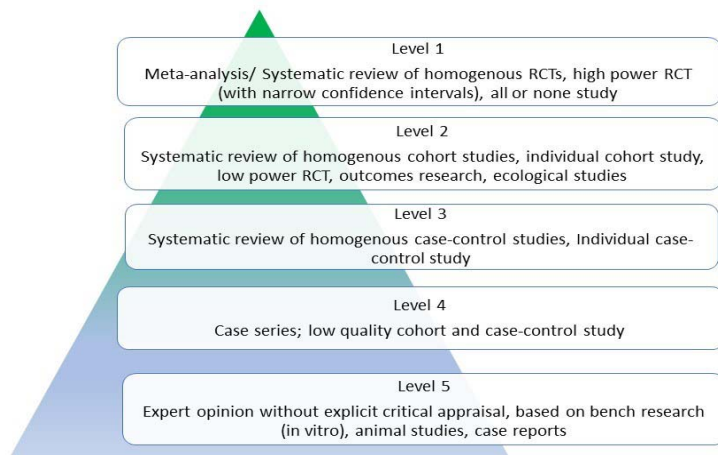 Level 1
Meta-analysis/ Systematic review of homogenous RCTs, high power RCT
(with narrow confidence intervals), all or none study
Level 2
Systematic review of homogenous cohort studies, individual cohort study,
low power RCT, outcomes research, ecological studies
Level 3
Systematic review of homogenous case-control studies, Individual case-
control study
Level 4
Case series; low quality cohort and case-control study
Level 5
Expert opinion without explicit critical appraisal, based on bench research
(in vitro), animal studies, case reports